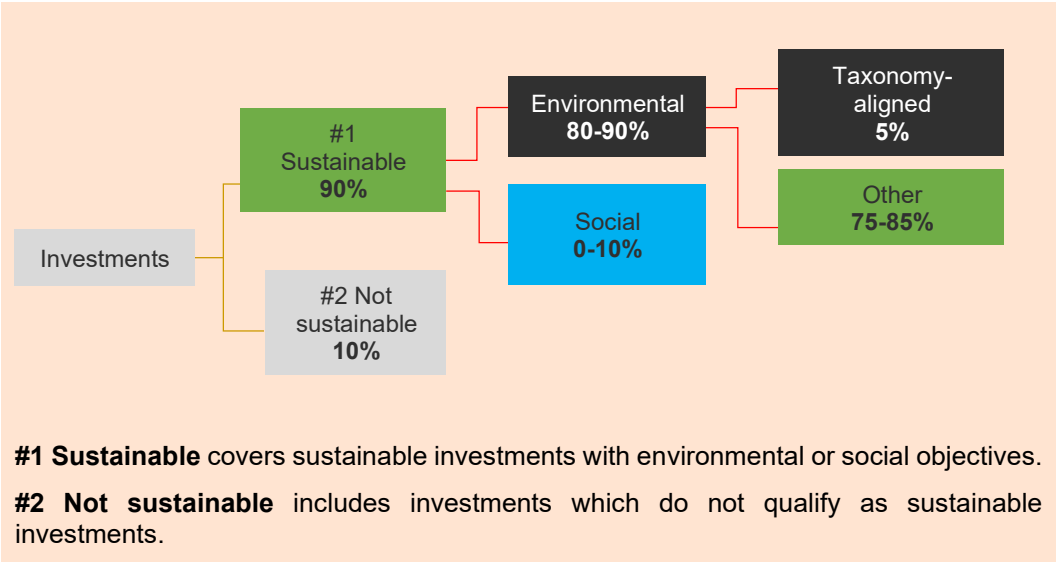 Investments
#1
Sustainable
90%
#2 Not
sustainable
10%
Environmental
80-90%
Social
0-10%
Taxonomy-
aligned
5%
Other
75-85%
#1 Sustainable covers sustainable investments with environmental or social objectives.
#2 Not sustainable includes investments which do not qualify as sustainable
investments.